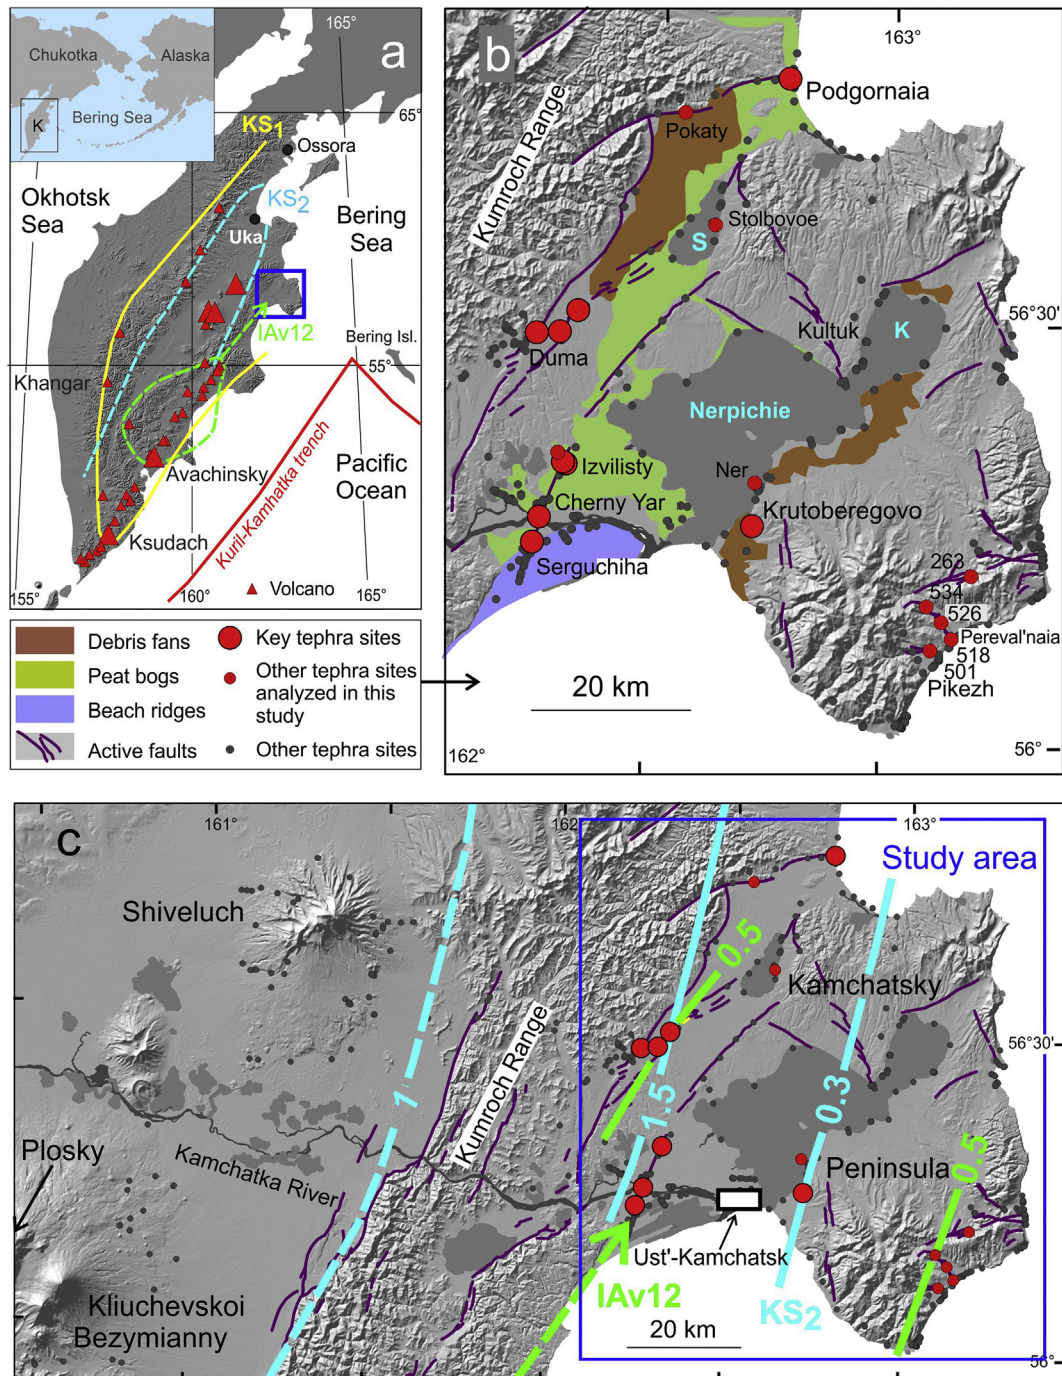 165°
Chukotka
Alaska
a
Bering Sea
K
65°
KS1
Ossora
Okhotsk
Sea
KS2
Bering
Sea
Uka
IAv12
Bering Isl.
55°
Khangar
Kuril-Kamhatka trench
Pacific
Ocean
Avachinsky
Ksudach
Volcano
155°
160°
165°
Debris fans
Key tephra sites
Peat bogs
Other tephra sites
analyzed in this
study
Beach ridges
Active faults
Other tephra sites
b
163°
Kumroch Range
Podgornaia
Pokaty
Stolbovoe
S
Kultuk
K
56°30'
Duma
Nerpichie
Ner
Izvilisty
Cherny Yar
Krutoberegovo
Serguchiha
263
534
526
Pereval'naia
518
501
Pikezh
20 km
162°
56°
c
161°
162
163°
Study area
Shiveluch
0.5
Kamchatsky
56°30'
Kumroch Range
1
1.5
0.3
Plosky
Kamchatka River
Peninsula
0.5
Ust'-Kamchatsk
IAv12
KS2
Kliuchevskoi
Bezymianny
20 km
56°